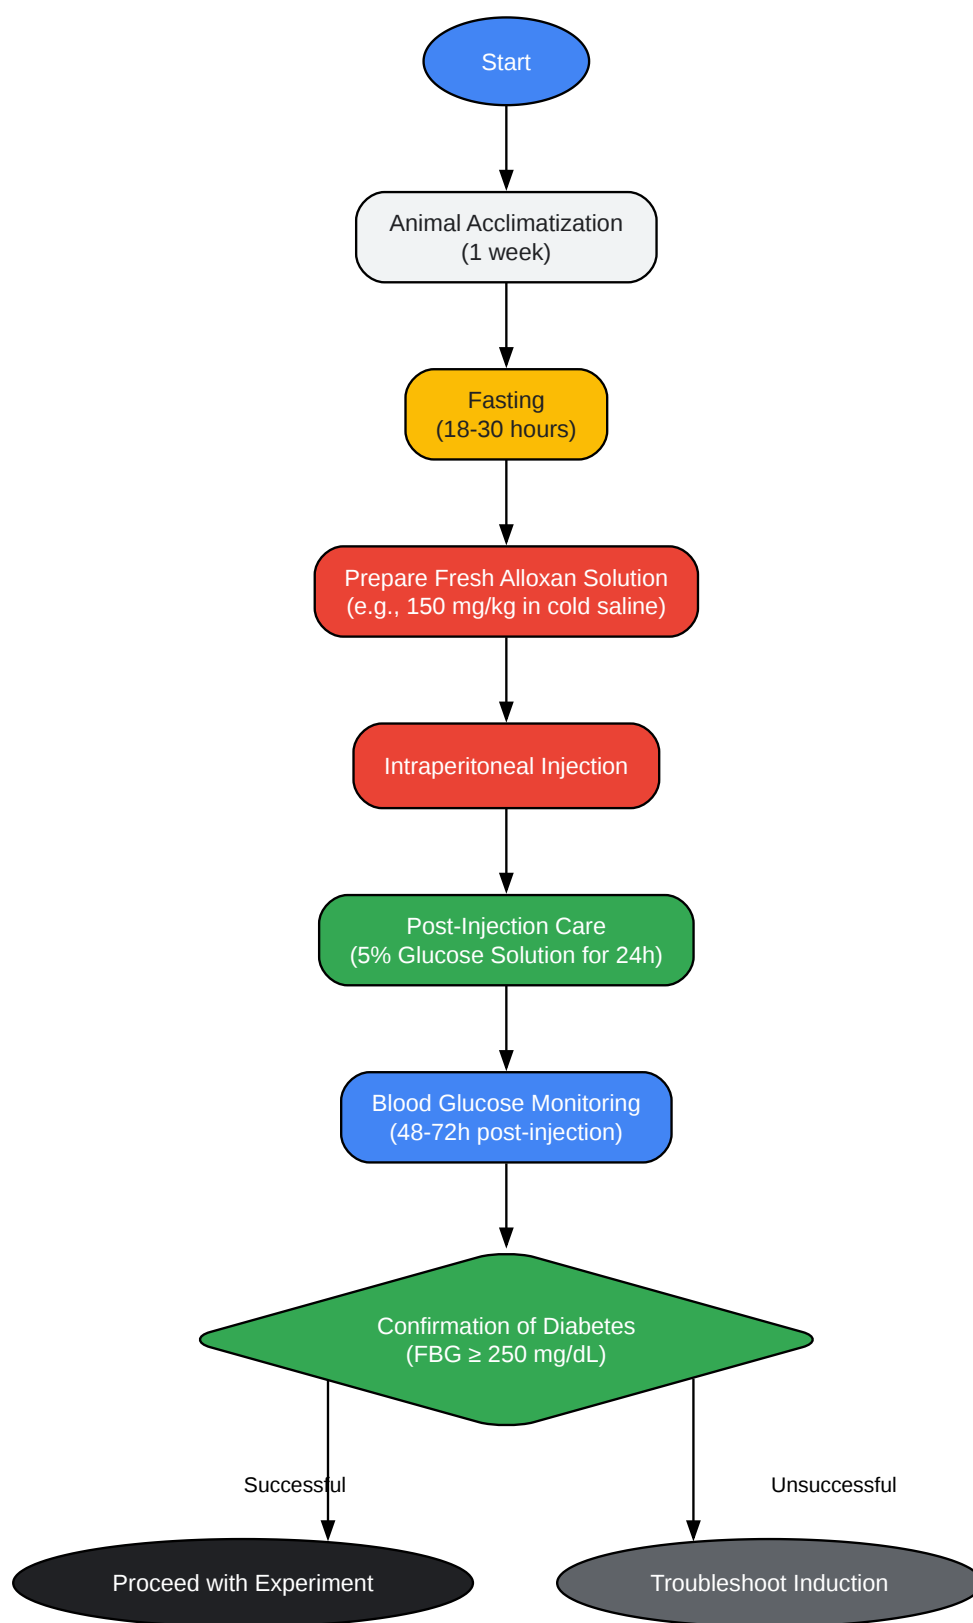 Start
Animal Acclimatization
(1 week)
Fasting
(18-30 hours)
Prepare Fresh Alloxan Solution
(e.g., 150 mg/kg in cold saline)
Intraperitoneal Injection
Post-Injection Care
(5% Glucose Solution for 24h)
Blood Glucose Monitoring
(48-72h post-injection)
Confirmation of Diabetes
(FBG ≥ 250 mg/dL)
Successful
Unsuccessful
Proceed with Experiment
Troubleshoot Induction